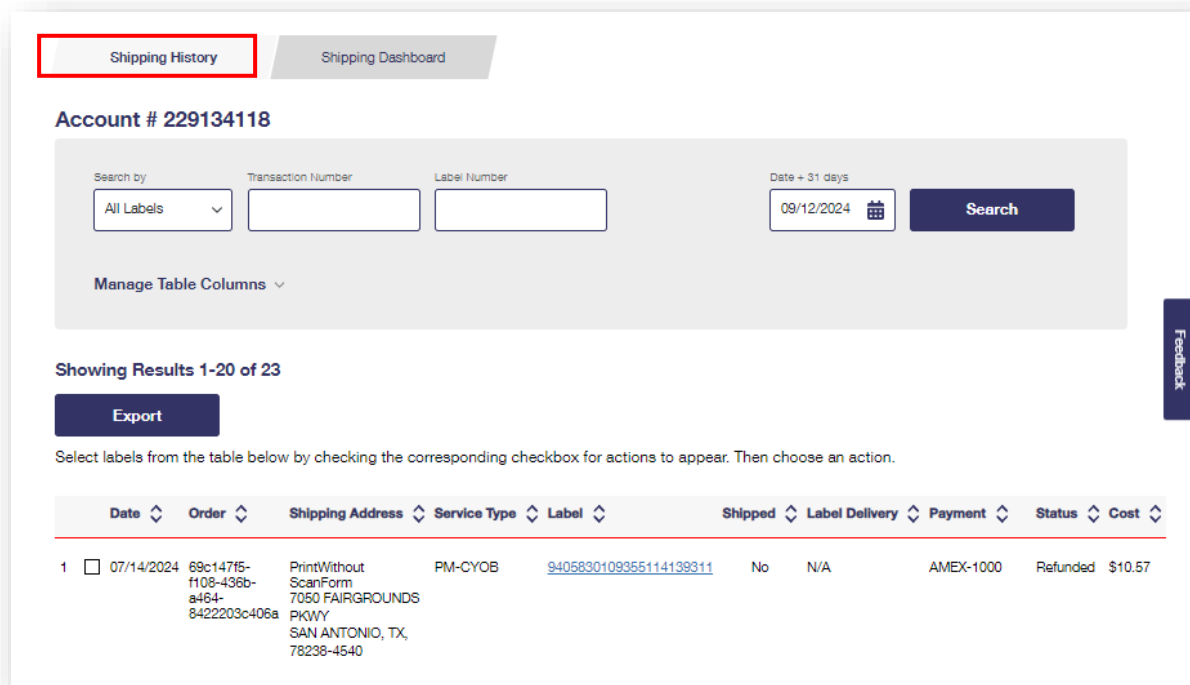 Shipping History Shipping Dashboard
Account # 229134118
Search by Transaction Number Label Number Date + 31 days
All Labels 09/12/2024 Search
Manage Table Columns
Feedback
Showing Results 1-20 of 23
Export
Select labels from the table below by checking the corresponding checkbox for actions to appear. Then choose an action.
Date Order Shipping Address Service Type Label Shipped Label Delivery Payment Status Cost
1 07/14/2024 69c147f5- PrintWithout PM-CYOB 9405830109355114139311 No N/A AMEX-1000 Refunded $10.57
f108-436b- ScanForm
a464- 7050 FAIRGROUNDS
8422203c406a PKWY
SAN ANTONIO, TX,
78238-4540